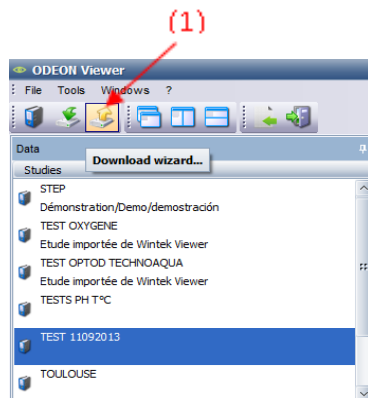 (1)
ODEON Viewer
File Tools Windows ?
Download wizard...
Data
Studies
STEP
Démonstration/Demo/demostración
TEST OXYGENE
Etude importée de Wintek Viewer
TEST OPTOD TECHNOAQUA
Etude importée de Wintek Viewer
TESTS PH T°C
TEST 11092013
TOULOUSE